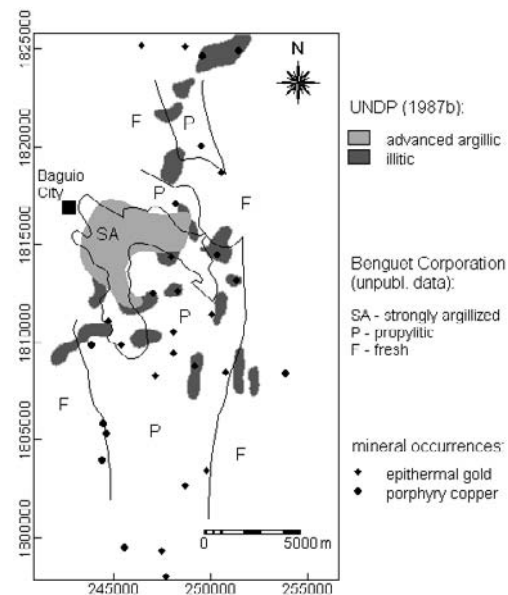 1825000
1820000
1815000
1810000
1805000
1800000
245000
250000
255000
N
F
P
P
F
Baguio
City
SA
P
F
P
F
0
5000 m
UNDP (1987b):
advanced argillic
illitic
Benguet Corporation
(unpubl. data):
SA - strongly argillized
P - propylitic
F - fresh
mineral occurrences:
epithermal gold
porphyry copper